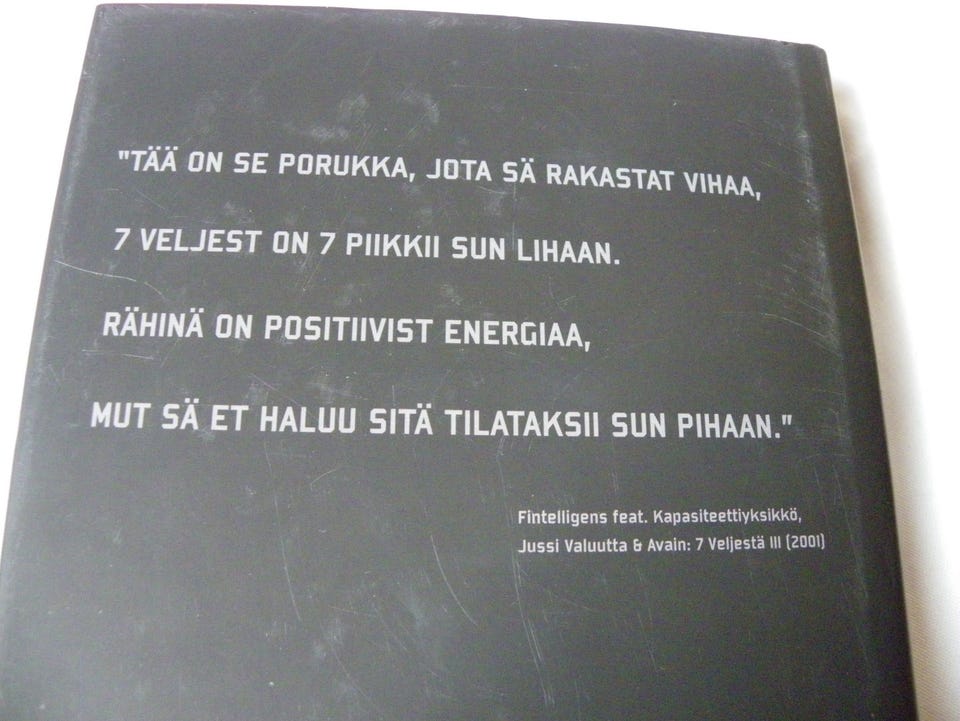 "TÄÄ ON SE PORUKKA, JOTA SÄ RAKASTAT VIHAA,
7 VELJEST ON 7 PIIKKII SUN LIHAAN.
RÄHINÄ ON POSITIIVIST ENERGIAA,
MUT SÄ ET HALUU SITÄ TILATAKSII SUN PIHAAN."
Fintelligens feat. Kapasiteettiyksikkö,
Jussi Valuutta & Avain: 7 Veljestä III (2001)